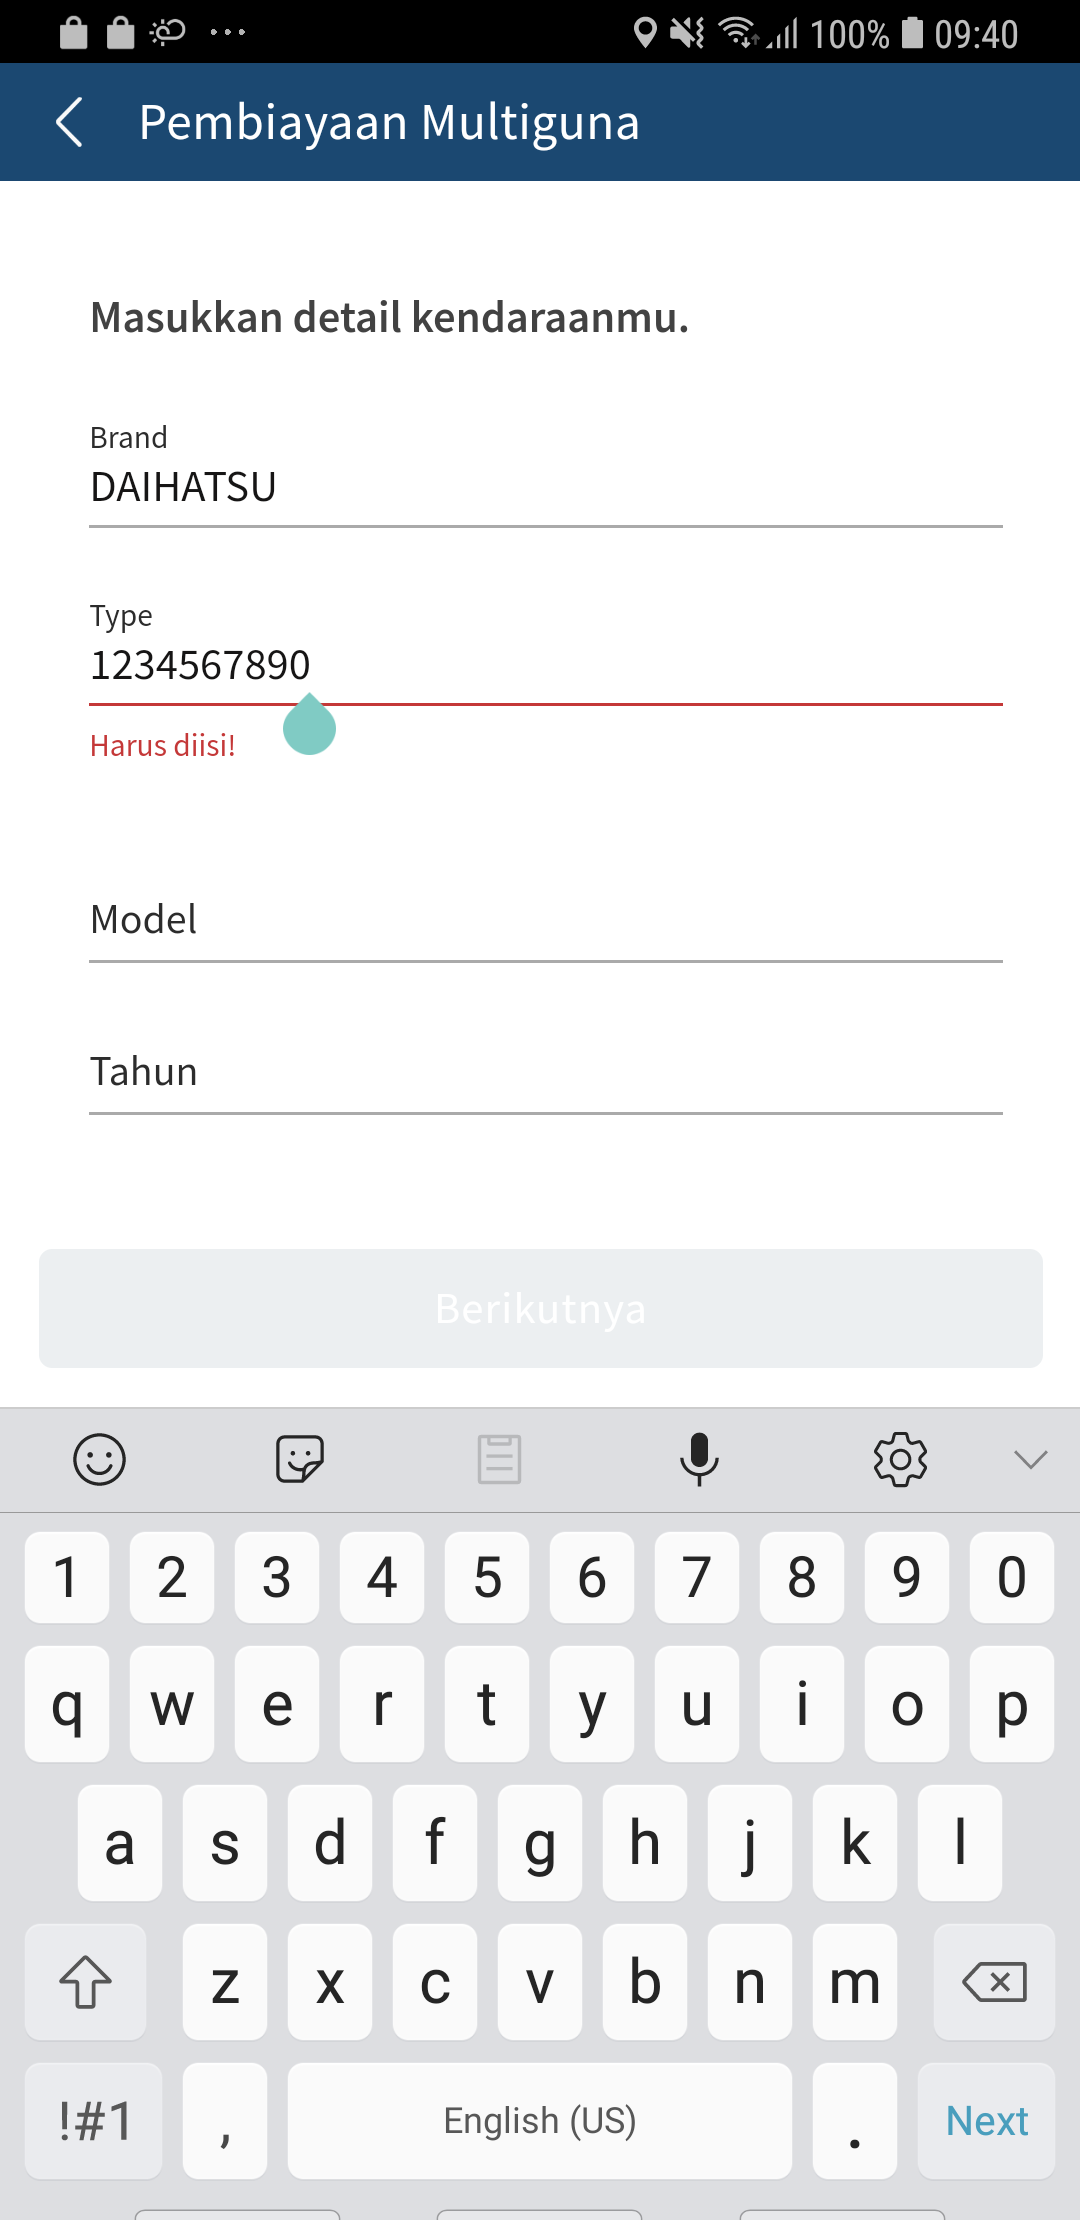 100% 09:40
Pembiayaan Multiguna
Masukkan detail kendaraanmu.
Brand
DAIHATSU
Type
1234567890
Harus diisi!
Model
Tahun
Berikutnya
1 2 3 4 5 6 7 8 9 0
q w e r t y u i o p
a s d f g h j k l
z x c v b n m
!#1 , English (US) . Next